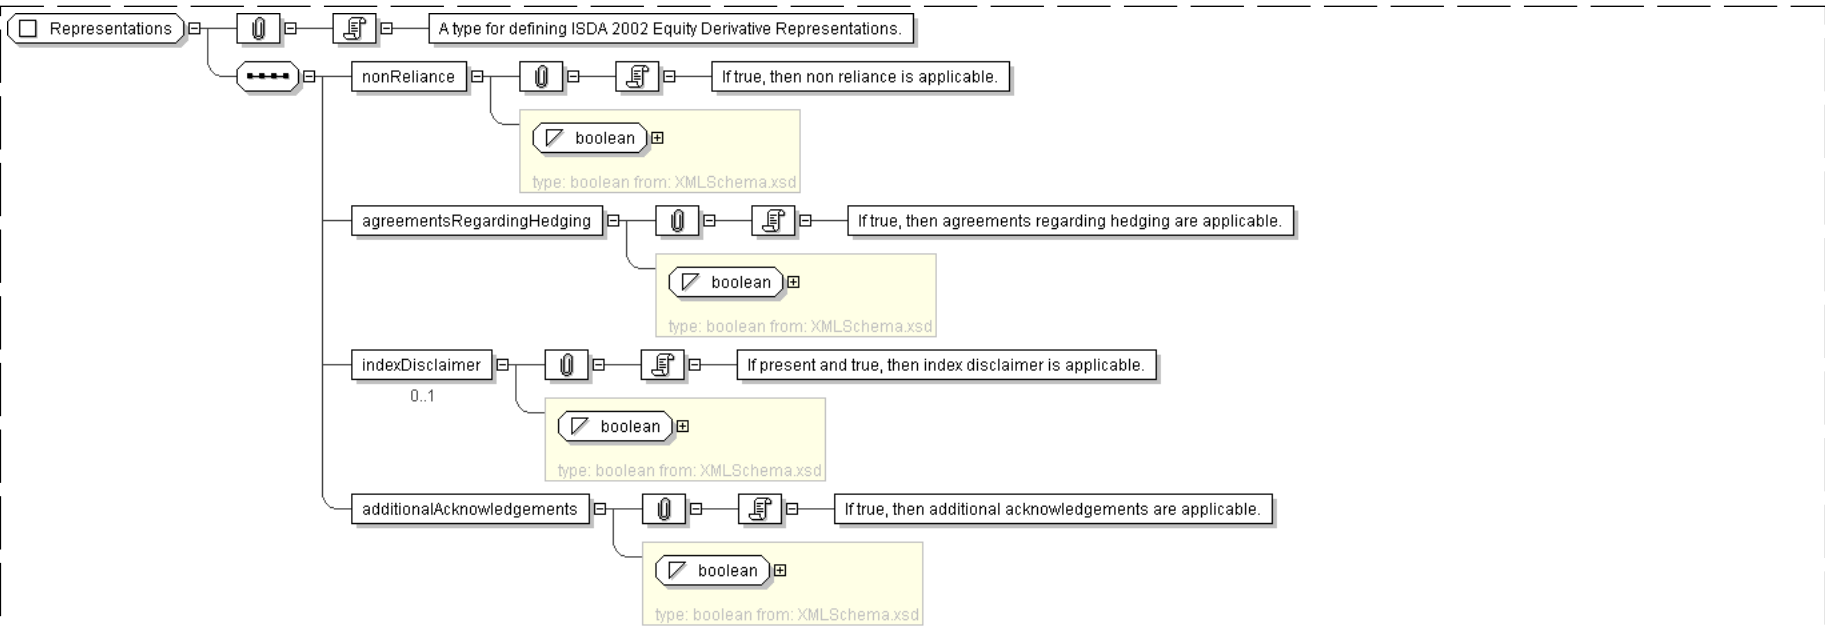 Representations
A type for defining ISDA 2002 Equity Derivative Representations.
nonReliance
If true, then non reliance is applicable.
boolean
type: boolean from: XMLSchema.xsd
agreementsRegardingHedging
If true, then agreements regarding hedging are applicable.
boolean
type: boolean from: XMLSchema.xsd
indexDisclaimer
If present and true, then index disclaimer is applicable.
0..1
boolean
type: boolean from: XMLSchema.xsd
additionalAcknowledgements
If true, then additional acknowledgements are applicable.
boolean
type: boolean from: XMLSchema.xsd